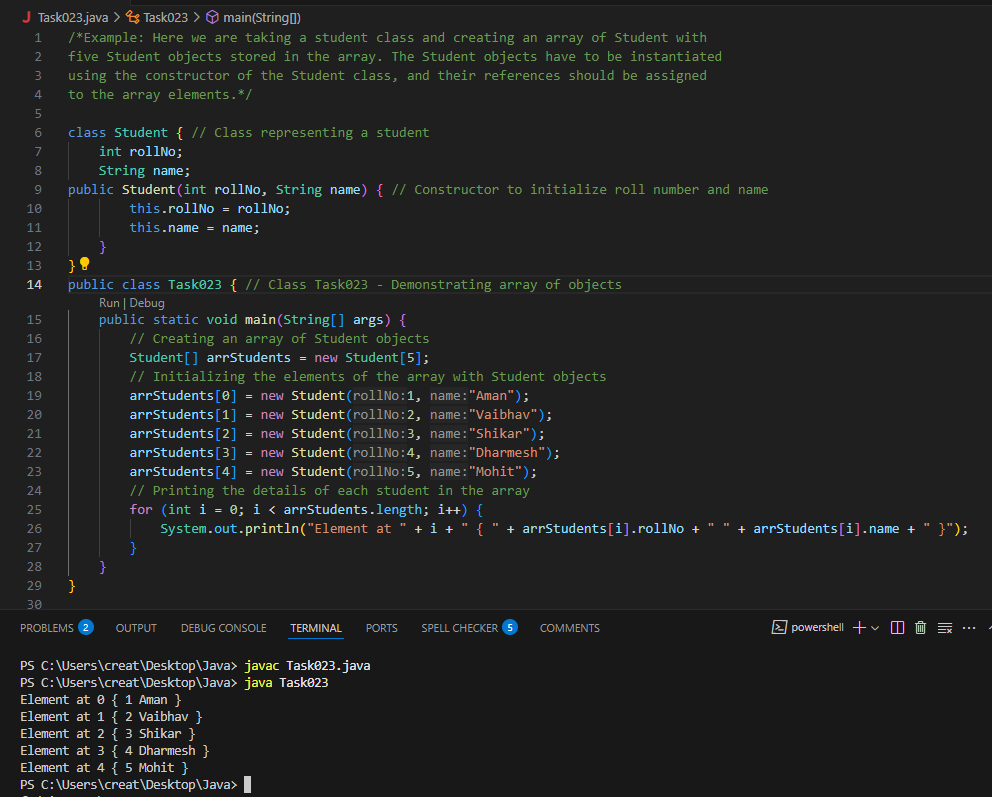 J Task023.java > Task023 > main(String[])
1 /*Example: Here we are taking a student class and creating an array of Student with
2 five Student objects stored in the array. The Student objects have to be instantiated
3 using the constructor of the Student class, and their references should be assigned
4 to the array elements.*/
5
6 class Student { // Class representing a student
7 int rollNo;
8 String name;
9 public Student(int rollNo, String name) { // Constructor to initialize roll number and name
10 this.rollNo = rollNo;
11 this.name = name;
12 }
13 }
14 public class Task023 { // Class Task023 - Demonstrating array of objects
Run | Debug
15 public static void main(String[] args) {
16 // Creating an array of Student objects
17 Student[] arrStudents = new Student[5];
18 // Initializing the elements of the array with Student objects
19 arrStudents[0] = new Student(rollNo:1, name:"Aman");
20 arrStudents[1] = new Student(rollNo:2, name:"Vaibhav");
21 arrStudents[2] = new Student(rollNo:3, name:"Shikar");
22 arrStudents[3] = new Student(rollNo:4, name:"Dharmesh");
23 arrStudents[4] = new Student(rollNo:5, name:"Mohit");
24 // Printing the details of each student in the array
25 for (int i = 0; i < arrStudents.length; i++) {
26 System.out.println("Element at " + i + " { " + arrStudents[i].rollNo + " " + arrStudents[i].name + " }");
27 }
28 }
29 }
30
PROBLEMS 2 OUTPUT DEBUG CONSOLE TERMINAL PORTS SPELL CHECKER 5 COMMENTS powershell
PS C:\Users\creat\Desktop\Java> javac Task023.java
PS C:\Users\creat\Desktop\Java> java Task023
Element at 0 { 1 Aman }
Element at 1 { 2 Vaibhav }
Element at 2 { 3 Shikar }
Element at 3 { 4 Dharmesh }
Element at 4 { 5 Mohit }
PS C:\Users\creat\Desktop\Java>